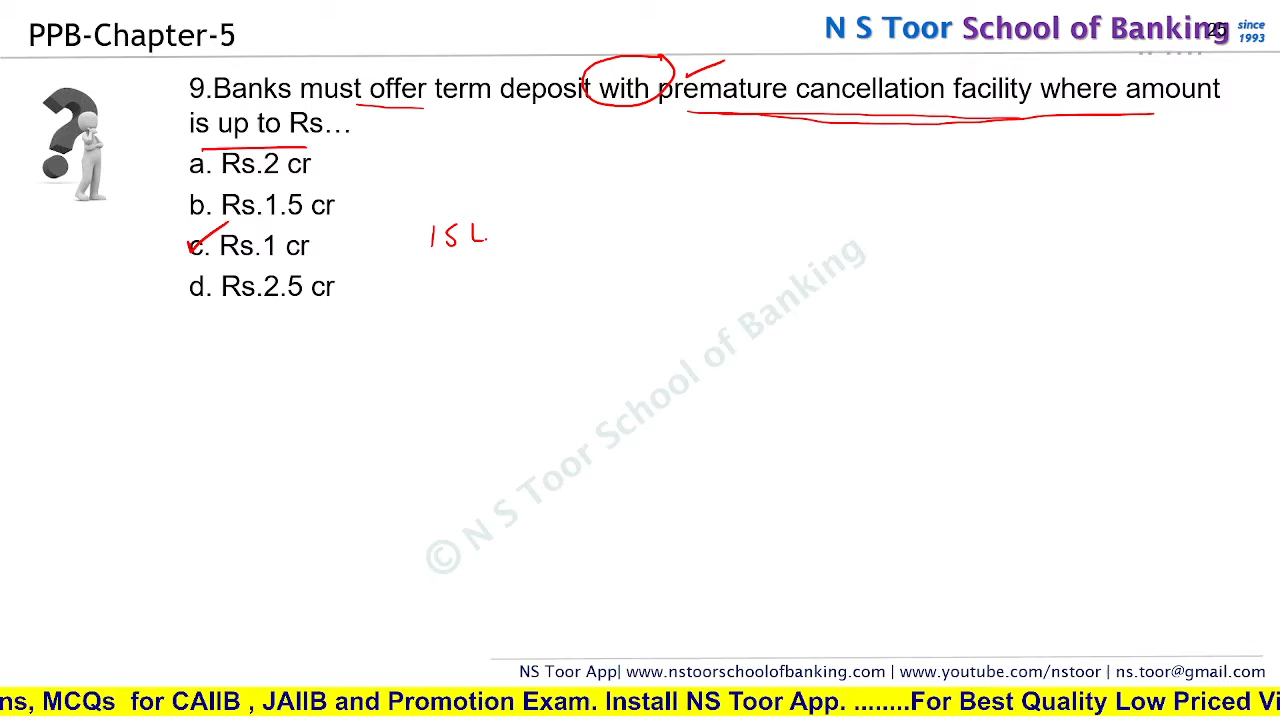 PPB-Chapter-5
N S Toor School of Banking since 1993
25
9.Banks must offer term deposit with premature cancellation facility where amount
is up to Rs…
a. Rs.2 cr
b. Rs.1.5 cr
c. Rs.1 cr
15 L
d. Rs.2.5 cr
© N S Toor School of Banking
NS Toor App| www.nstoorschoolofbanking.com | www.youtube.com/nstoor | ns.toor@gmail.com
ns, MCQs for CAIIB , JAIIB and Promotion Exam. Install NS Toor App. ........For Best Quality Low Priced Vi